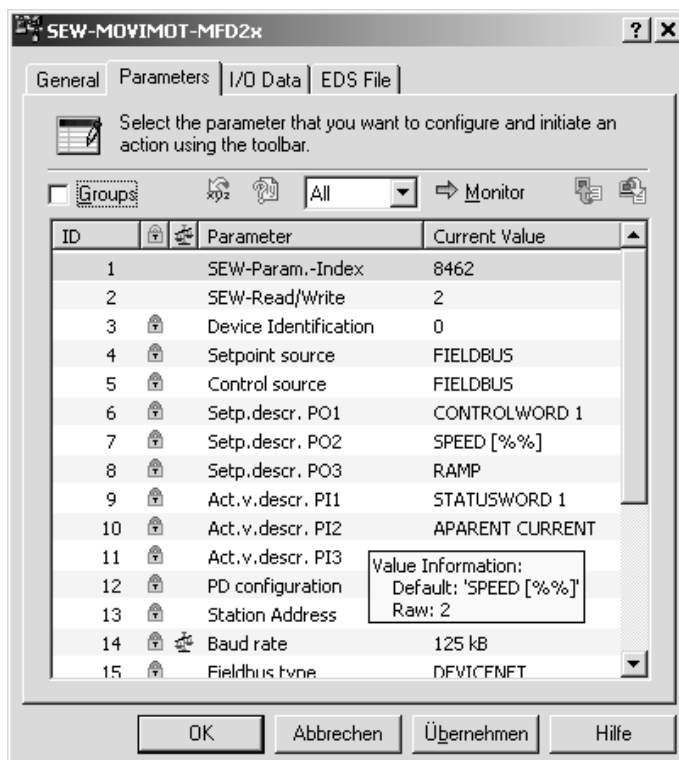 SEW-MOVIMOT-MFD2x
General Parameters I/O Data EDS File
Select the parameter that you want to configure and initiate an
action using the toolbar.
Groups All Monitor
ID Parameter Current Value
1 SEW-Param.-Index 8462
2 SEW-Read/Write 2
3 Device Identification 0
4 Setpoint source FIELDBUS
5 Control source FIELDBUS
6 Setp.descr. PO1 CONTROLWORD 1
7 Setp.descr. PO2 SPEED [%%]
8 Setp.descr. PO3 RAMP
9 Act.v.descr. PI1 STATUSWORD 1
10 Act.v.descr. PI2 APARENT CURRENT
11 Act.v.descr. PI3
12 PD configuration
13 Station Address
Value Information:
Default: 'SPEED [%%]'
Raw: 2
14 Baud rate 125 kB
15 Fieldbus type DEVICENET
OK Abbrechen Übernehmen Hilfe